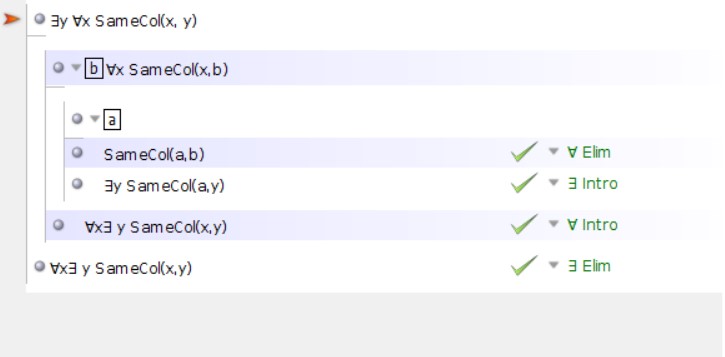 ∃y ∀x SameCol(x, y)
b ∀x SameCol(x,b)
a
SameCol(a,b) ∀ Elim
∃y SameCol(a,y) ∃ Intro
∀x∃ y SameCol(x,y) ∀ Intro
∀x∃ y SameCol(x,y) ∃ Elim